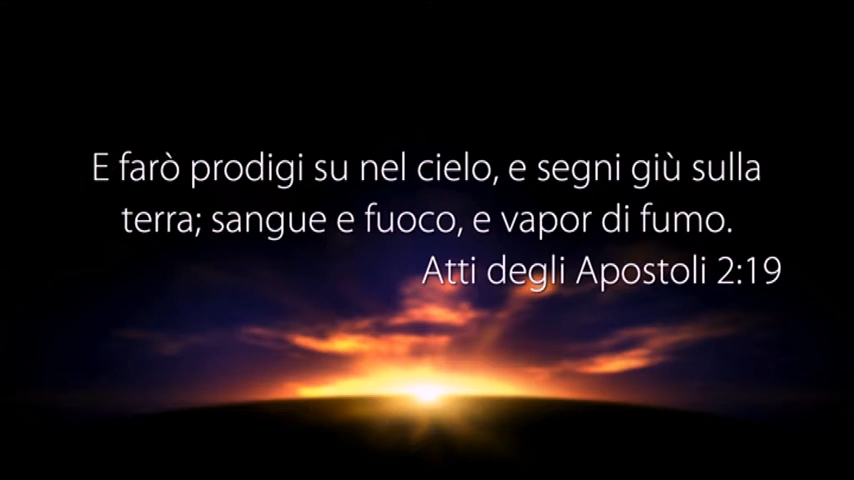 E farò prodigi su nel cielo, e segni giù sulla
terra; sangue e fuoco, e vapor di fumo.
Atti degli Apostoli 2:19